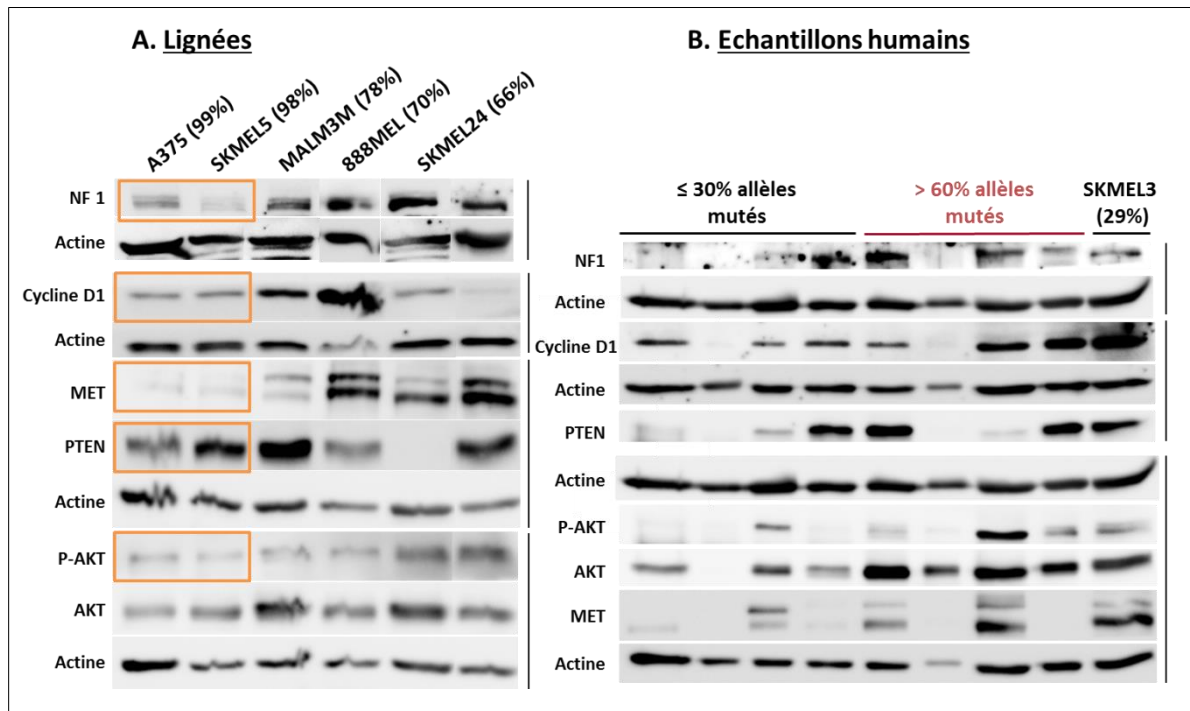 A. Lignées
A375 (99%)
SKMEL5 (98%)
MALM3M (78%)
888MEL (70%)
SKMEL24 (66%)
NF 1
Actine
Cycline D1
Actine
MET
PTEN
Actine
P-AKT
AKT
Actine
B. Echantillons humains
≤ 30% allèles
mutés
> 60% allèles
mutés
SKMEL3
(29%)
NF1
Actine
Cycline D1
Actine
PTEN
Actine
P-AKT
AKT
MET
Actine